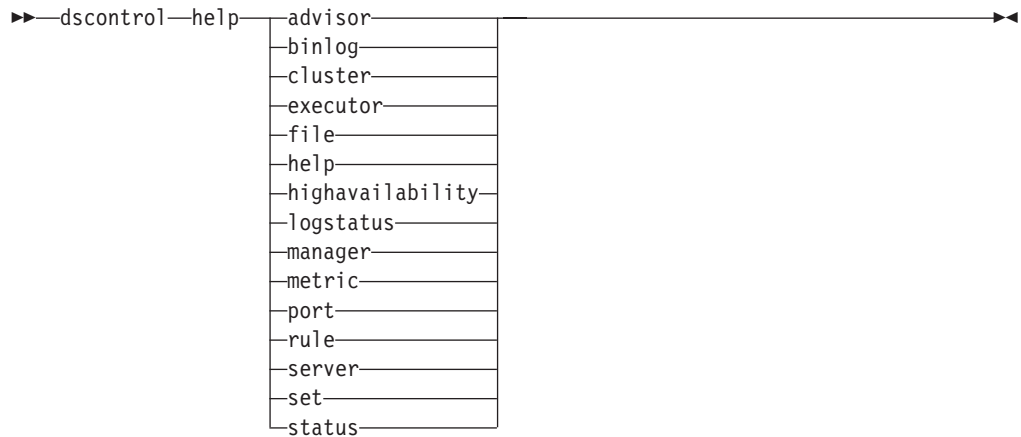 dscontrol help advisor
binlog
cluster
executor
file
help
highavailability
logstatus
manager
metric
port
rule
server
set
status